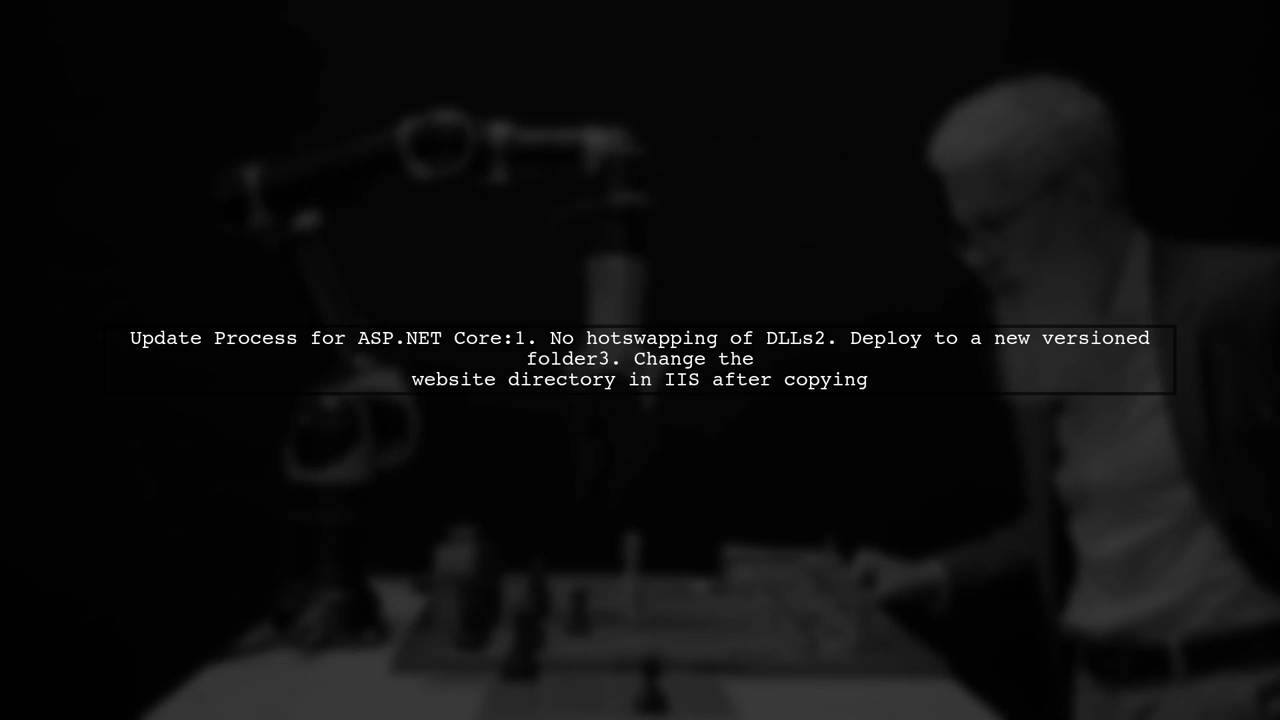 Update Process for ASP.NET Core:1. No hotswapping of DLLs2. Deploy to a new versioned
folder3. Change the
website directory in IIS after copying